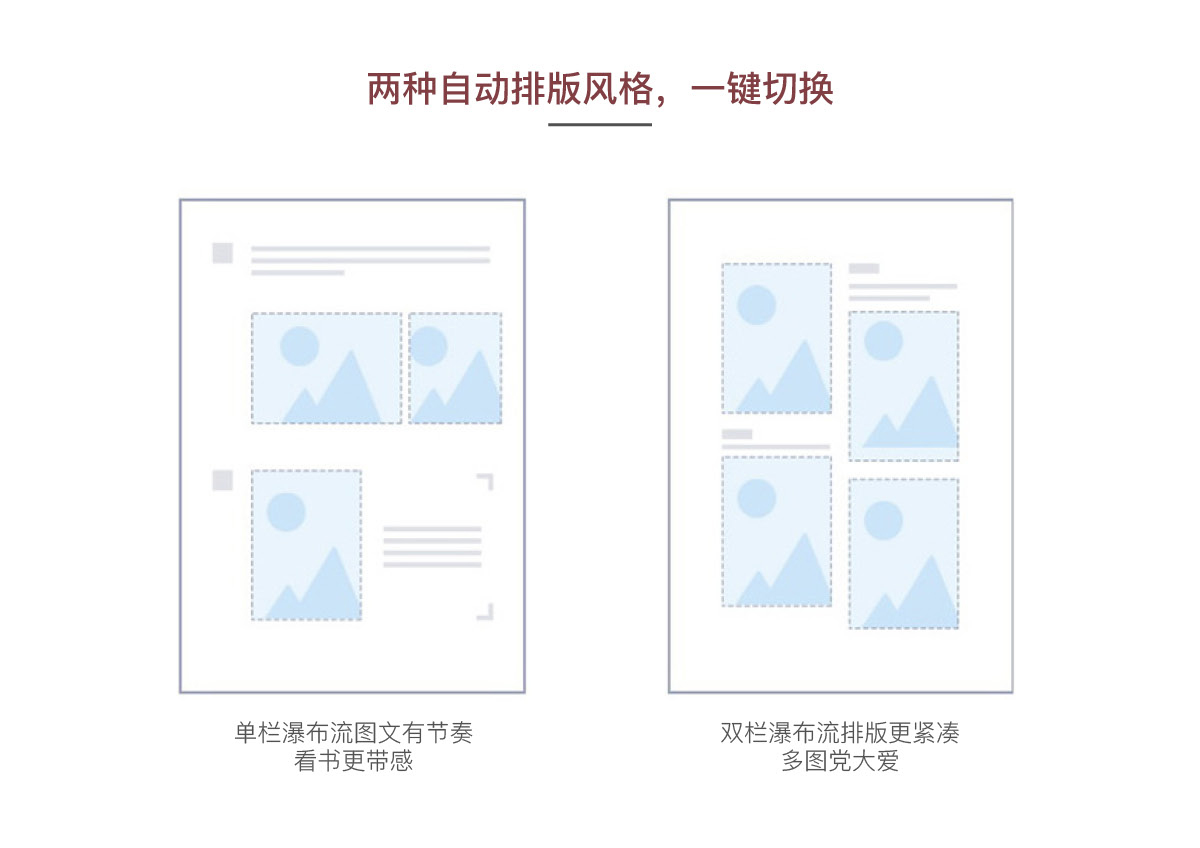 两种自动排版风格，一键切换
单栏瀑布流图文有节奏
看书更带感
双栏瀑布流排版更紧凑
多图党大爱